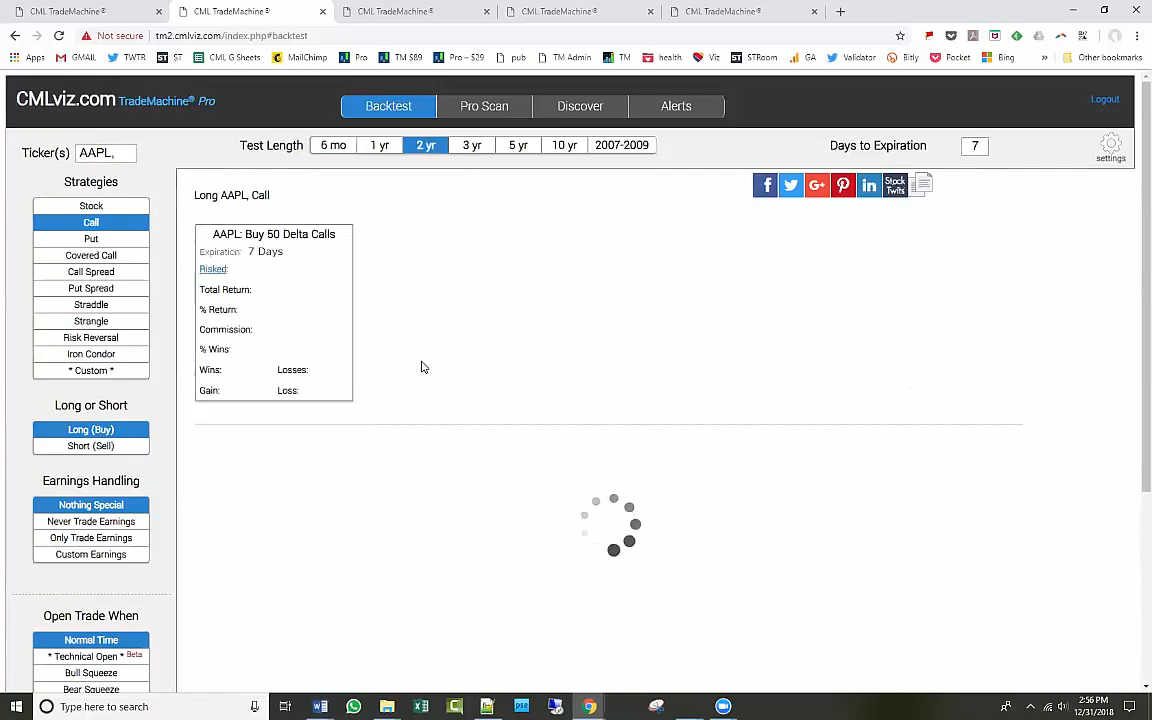 CML TradeMachine® CML TradeMachine® CML TradeMachine® CML TradeMachine® CML TradeMachine®
Not secure tm2.cmlviz.com/index.php#backtest
Apps GMAIL TWTR ST CML G Sheets MailChimp Pro TM $89 Pro – $29 pub TM Admin TM health Viz STRoom GA Validator Bitly Pocket Bing » Other bookmarks
CMLviz.com TradeMachine® Pro
Backtest Pro Scan Discover Alerts
Logout
Ticker(s) AAPL,
Test Length 6 mo 1 yr 2 yr 3 yr 5 yr 10 yr 2007-2009
Days to Expiration 7
settings
Strategies
Stock
Call
Put
Covered Call
Call Spread
Put Spread
Straddle
Strangle
Risk Reversal
Iron Condor
* Custom *
Long or Short
Long (Buy)
Short (Sell)
Earnings Handling
Nothing Special
Never Trade Earnings
Only Trade Earnings
Custom Earnings
Open Trade When
Normal Time
* Technical Open * Beta
Bull Squeeze
Bear Squeeze
Long AAPL, Call
Stock Twits
AAPL: Buy 50 Delta Calls
Expiration: 7 Days
Risked:
Total Return:
% Return:
Commission:
% Wins:
Wins: Losses:
Gain: Loss:
Type here to search
2:56 PM
12/31/2018